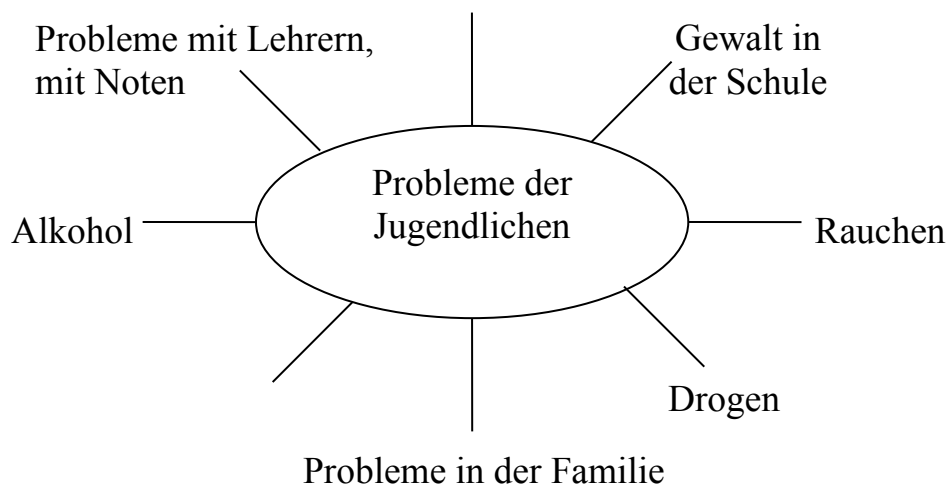 Probleme mit Lehrern,
mit Noten
Gewalt in
der Schule
Probleme der
Jugendlichen
Alkohol
Rauchen
Drogen
Probleme in der Familie